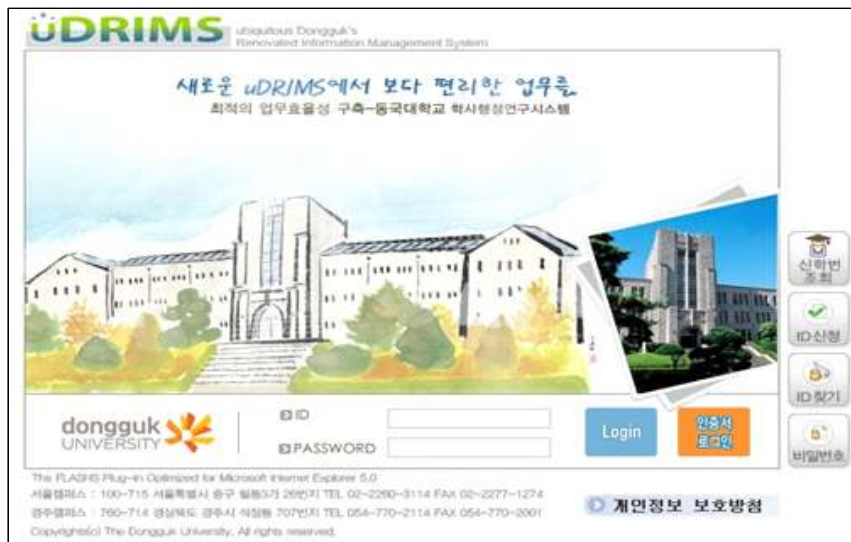 uDRIMS
ubiquitous Dongguk's
Renovated Information Management System
새로운 uDRIMS에서 보다 편리한 업무를
최적의 업무효율성 구축-동국대학교 학사행정연구시스템
신학번
조회
ID신청
ID찾기
비밀번호
dongguk
UNIVERSITY
ID
PASSWORD
Login
인증서
로그인
The FLASH5 Plug-in Optimized for Microsoft Internet Explorer 5.0
서울캠퍼스 : 100-715 서울특별시 중구 필동3가 26번지 TEL 02-2260-3114 FAX 02-2277-1274
경주캠퍼스 : 780-714 경상북도 경주시 석장동 707번지 TEL 054-770-2114 FAX 054-770-2001
Copyrights(c) The Dongguk University, All rights reserved.
개인정보 보호방침